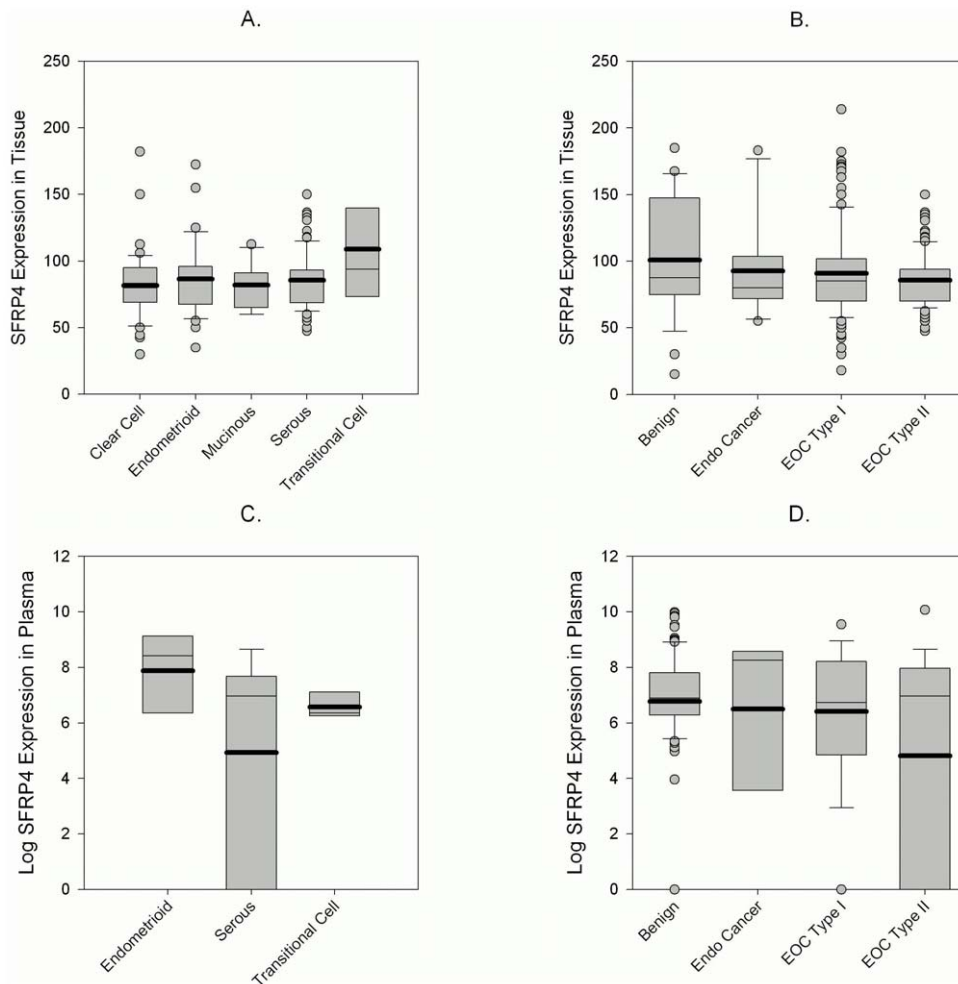 A.
SFRP4 Expression in Tissue
250
200
150
100
50
0
Clear Cell
Endometrioid
Mucinous
Serous
Transitional Cell
B.
SFRP4 Expression in Tissue
250
200
150
100
50
0
Benign
Endo Cancer
EOC Type I
EOC Type II
C.
Log SFRP4 Expression in Plasma
12
10
8
6
4
2
0
Endometrioid
Serous
Transitional Cell
D.
Log SFRP4 Expression in Plasma
12
10
8
6
4
2
0
Benign
Endo Cancer
EOC Type I
EOC Type II